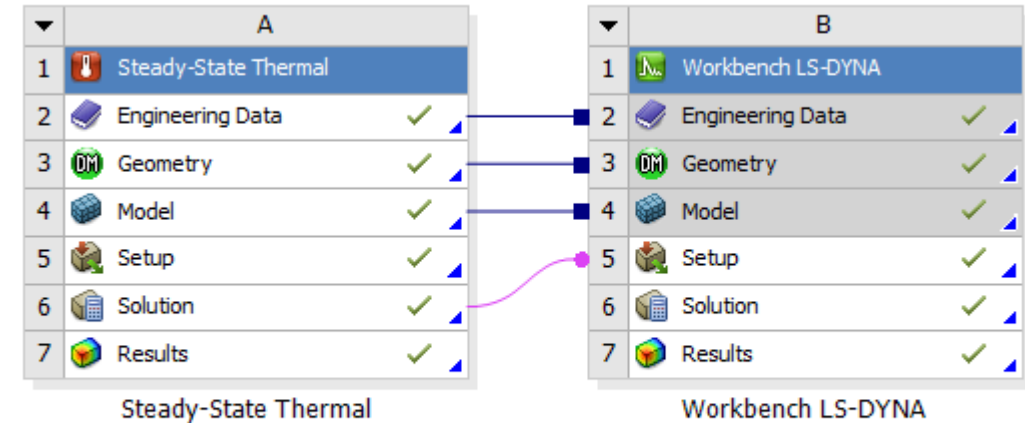 A
1 Steady-State Thermal
2 Engineering Data
3 DM Geometry
4 Model
5 Setup
6 Solution
7 Results
Steady-State Thermal
B
1 Workbench LS-DYNA
2 Engineering Data
3 DM Geometry
4 Model
5 Setup
6 Solution
7 Results
Workbench LS-DYNA